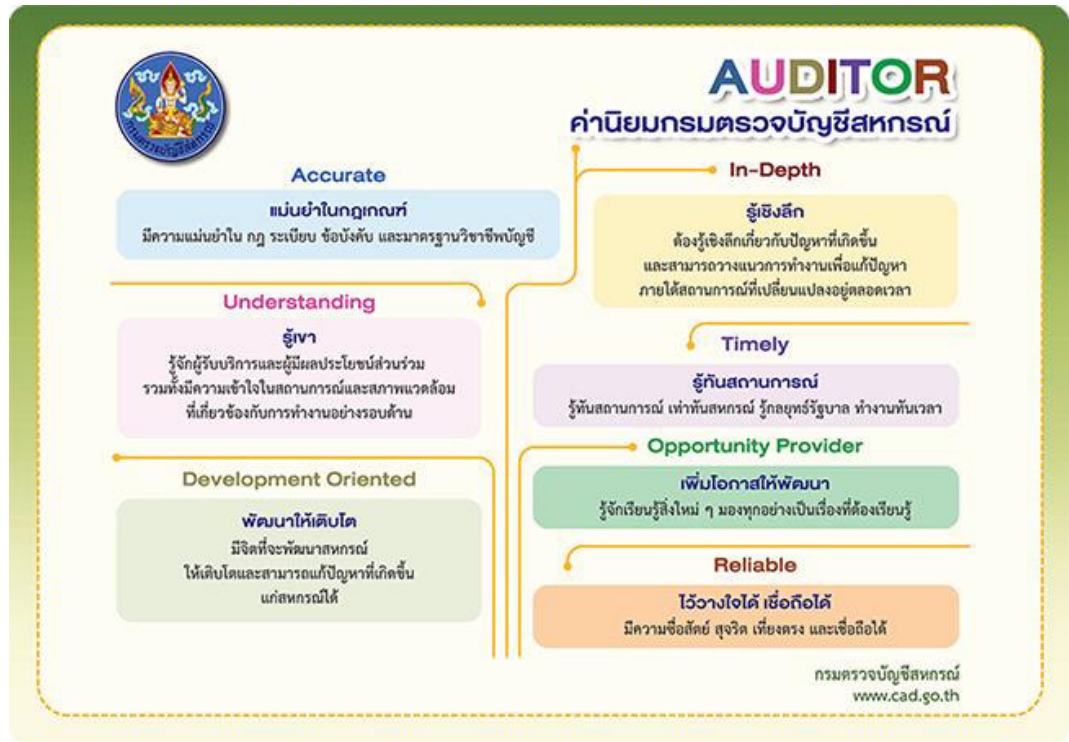 กรมตรวจบัญชีสหกรณ์
AUDITOR
ค่านิยมกรมตรวจบัญชีสหกรณ์
Accurate
แม่นยำในกฎเกณฑ์
มีความแม่นยำใน กฎ ระเบียบ ข้อบังคับ และมาตรฐานวิชาชีพบัญชี
Understanding
รู้เขา
รู้จักผู้รับบริการและผู้มีผลประโยชน์ส่วนร่วม
รวมทั้งมีความเข้าใจในสถานการณ์และสภาพแวดล้อม
ที่เกี่ยวข้องกับการทำงานอย่างรอบด้าน
Development Oriented
พัฒนาให้เติบโต
มีจิตที่จะพัฒนาสหกรณ์
ให้เติบโตและสามารถแก้ปัญหาที่เกิดขึ้น
แก่สหกรณ์ได้
In-Depth
รู้เชิงลึก
ต้องรู้เชิงลึกเกี่ยวกับปัญหาที่เกิดขึ้น
และสามารถวางแนวการทำงานเพื่อแก้ปัญหา
ภายใต้สถานการณ์ที่เปลี่ยนแปลงอยู่ตลอดเวลา
Timely
รู้ทันสถานการณ์
รู้ทันสถานการณ์ เท่าทันสหกรณ์ รู้กลยุทธ์รัฐบาล ทำงานทันเวลา
Opportunity Provider
เพิ่มโอกาสให้พัฒนา
รู้จักเรียนรู้สิ่งใหม่ ๆ มองทุกอย่างเป็นเรื่องที่ต้องเรียนรู้
Reliable
ไว้วางใจได้ เชื่อถือได้
มีความซื่อสัตย์ สุจริต เที่ยงตรง และเชื่อถือได้
กรมตรวจบัญชีสหกรณ์
www.cad.go.th